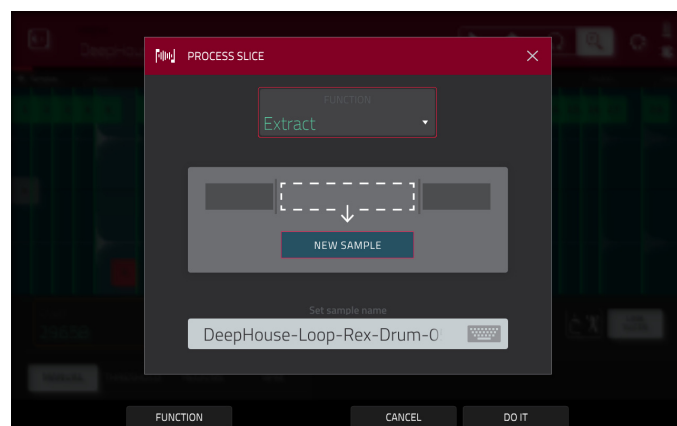 PROCESS SLICE
FUNCTION
Extract
NEW SAMPLE
Set sample name
DeepHouse-Loop-Rex-Drum-0
FUNCTION
CANCEL
DO IT